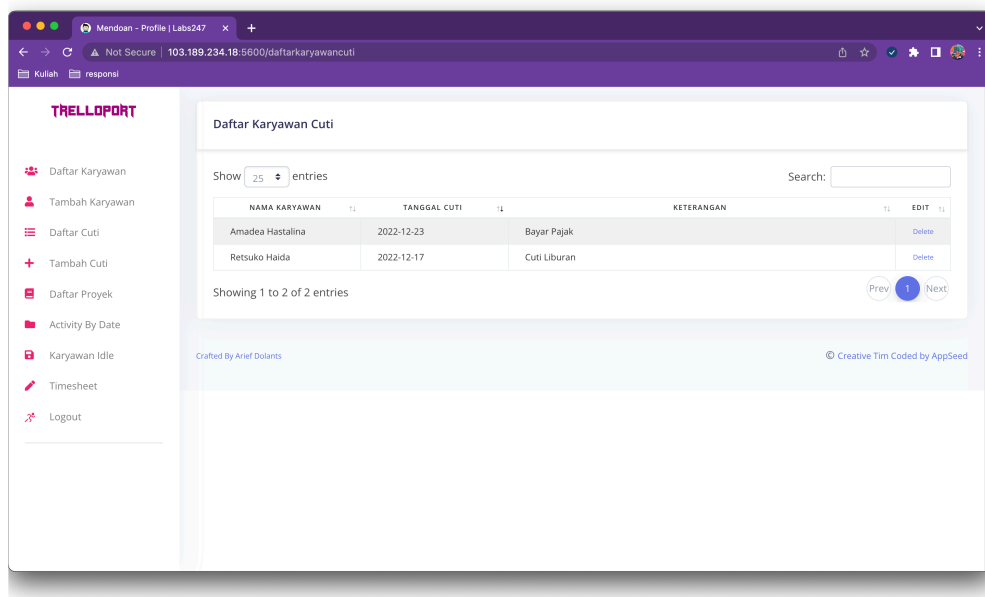 Mendoan - Profile | Labs247
Not Secure | 103.189.234.18:5600/daftarkaryawancuti
Kuliah responsi
TRELLOPORT
Daftar Karyawan
Tambah Karyawan
Daftar Cuti
Tambah Cuti
Daftar Proyek
Activity By Date
Karyawan Idle
Timesheet
Logout
Daftar Karyawan Cuti
Show 25 entries Search:
NAMA KARYAWAN TANGGAL CUTI KETERANGAN EDIT
Amadea Hastalina 2022-12-23 Bayar Pajak Delete
Retsuko Haida 2022-12-17 Cuti Liburan Delete
Showing 1 to 2 of 2 entries Prev 1 Next
Crafted By Arief Dolants © Creative Tim Coded by AppSeed